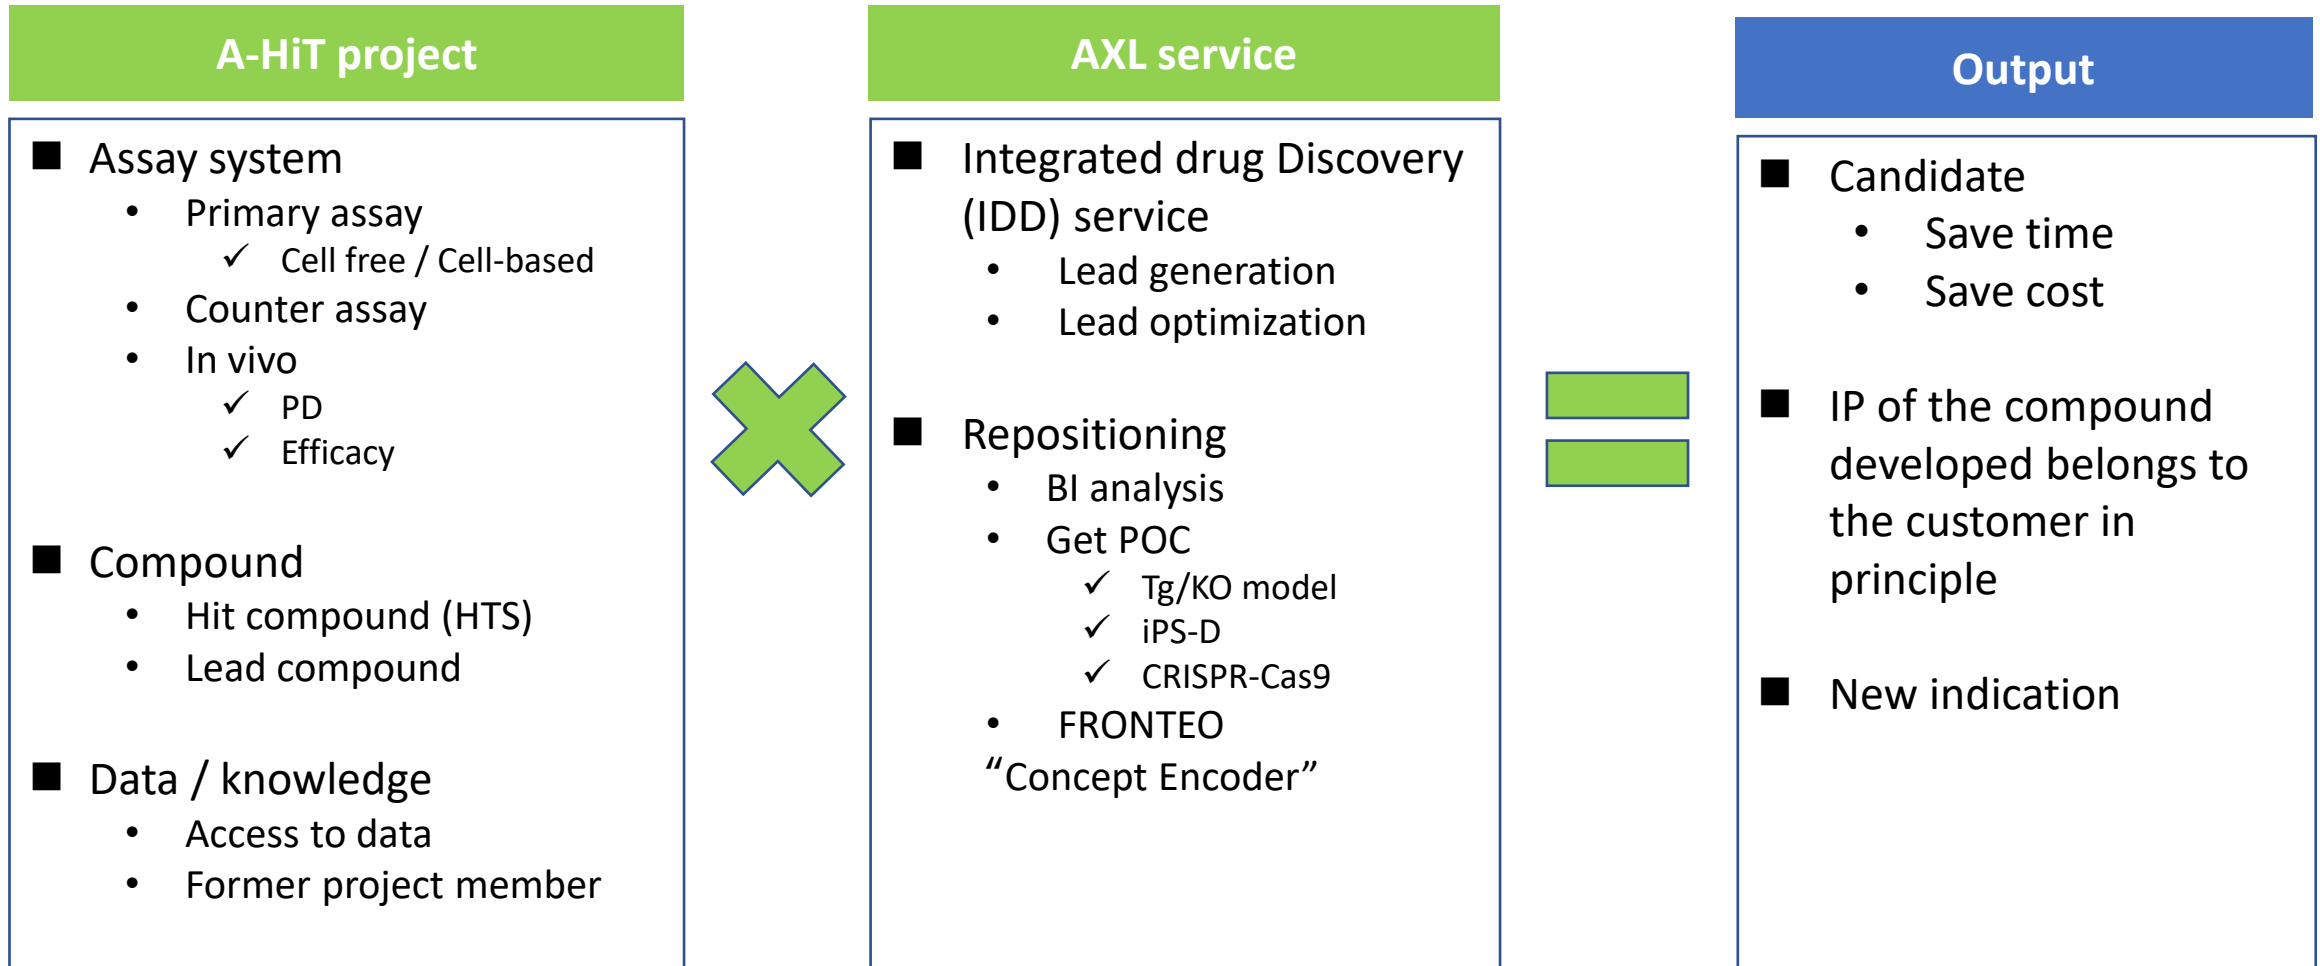 A-HiT project
■ Assay system
• Primary assay
✓ Cell free / Cell-based
• Counter assay
• In vivo
✓ PD
✓ Efficacy
■ Compound
• Hit compound (HTS)
• Lead compound
■ Data / knowledge
• Access to data
• Former project member
AXL service
■ Integrated drug Discovery
(IDD) service
• Lead generation
• Lead optimization
■ Repositioning
• BI analysis
• Get POC
✓ Tg/KO model
✓ iPS-D
✓ CRISPR-Cas9
• FRONTEO
“Concept Encoder”
Output
■ Candidate
• Save time
• Save cost
■ IP of the compound
developed belongs to
the customer in
principle
■ New indication